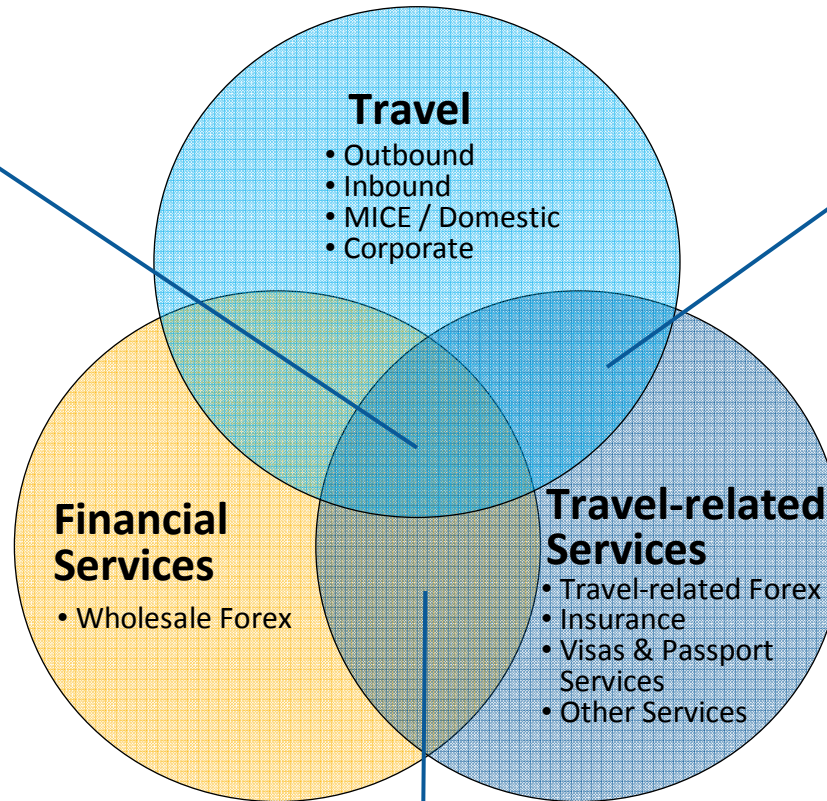 Travel
• Outbound
• Inbound
• MICE / Domestic
• Corporate
Financial
Services
• Wholesale Forex
Travel-related
Services
• Travel-related Forex
• Insurance
• Visas & Passport
Services
• Other Services